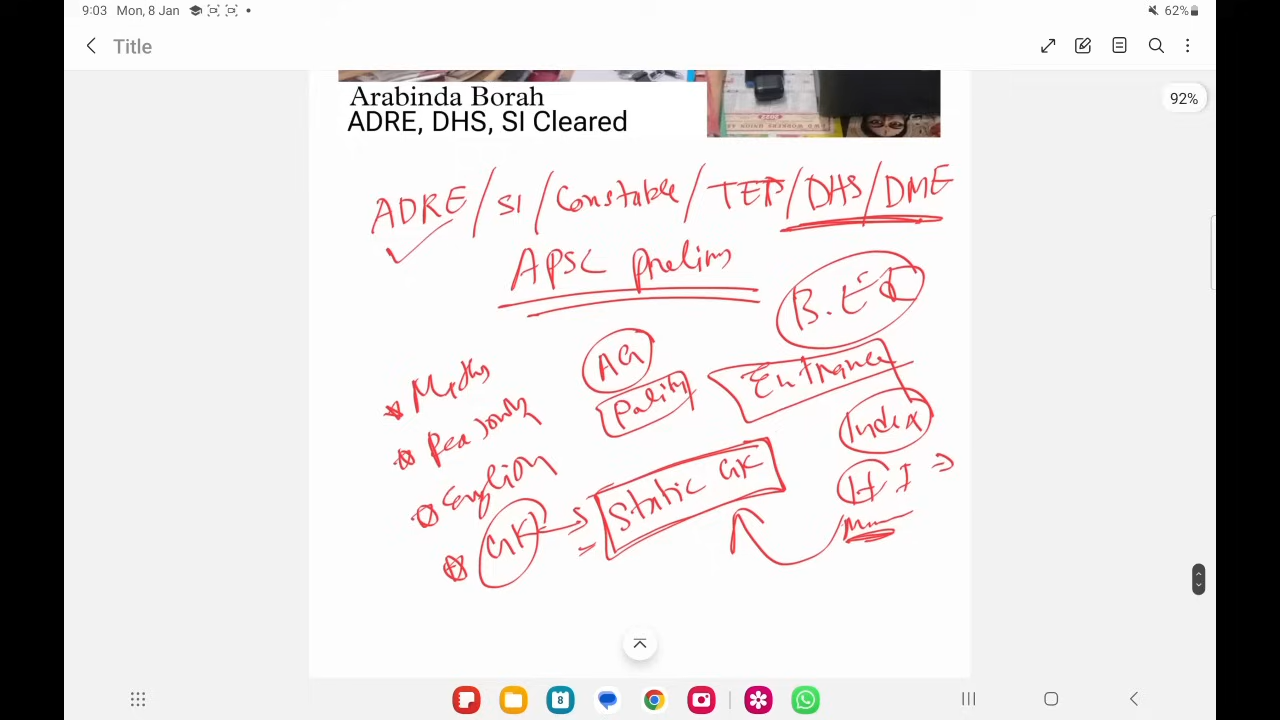 9:03 Mon, 8 Jan
62%
Title
92%
Arabinda Borah
ADRE, DHS, SI Cleared
ADRE / SI / Constable / TET / DHS / DME
APSC Prelims
B.Ed
Entrance
Maths
AG
Polity
Reasoning
Index
English
H I ⇒
GK → Static GK
8